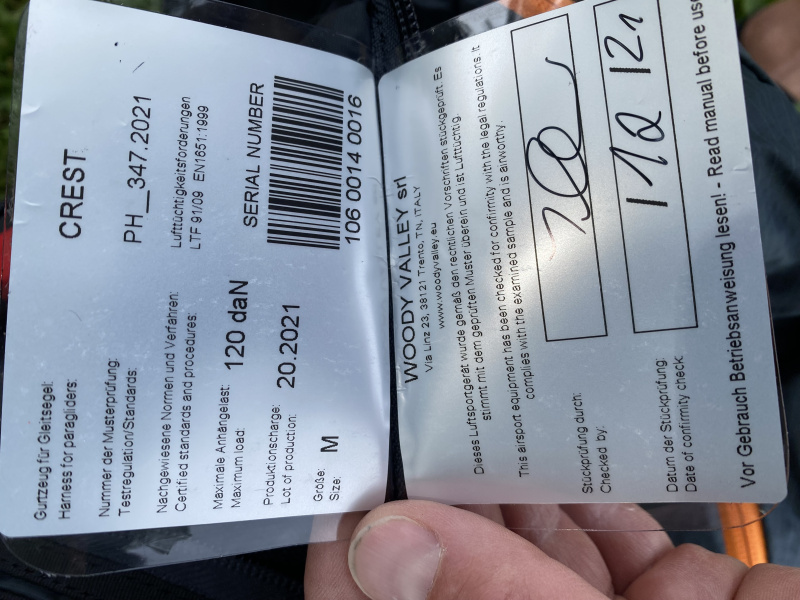 Gurtzeug für Gleitsegel:
Harness for paragliders:
CREST
Nummer der Musterprüfung:
Testregulation/Standards:
PH__347.2021
Nachgewiesene Normen und Verfahren:
Certified standards and procedures:
Lufttüchtigkeitsforderungen
LTF 91/09 EN1651:1999
Maximale Anhängelast:
Maximum load:
120 daN
Produktionscharge:
Lot of production:
20.2021
Größe:
Size:
M
SERIAL NUMBER
106 0014 0016
WOODY VALLEY srl
Via Linz 23, 38121 Trento, TN, ITALY
www.woodyvalley.eu
Dieses Luftsportgerät wurde gemäß den rechtlichen Vorschriften stückgeprüft. Es
stimmt mit dem geprüften Muster überein und ist Lufttüchtig.
This airsport equipment has been checked for conformity with the legal regulations. It
complies with the examined sample and is airworthy.
Stückprüfung durch:
Checked by:
Datum der Stückprüfung:
Date of confirmity check
Vor Gebrauch Betriebsanweisung lesen! - Read manual before